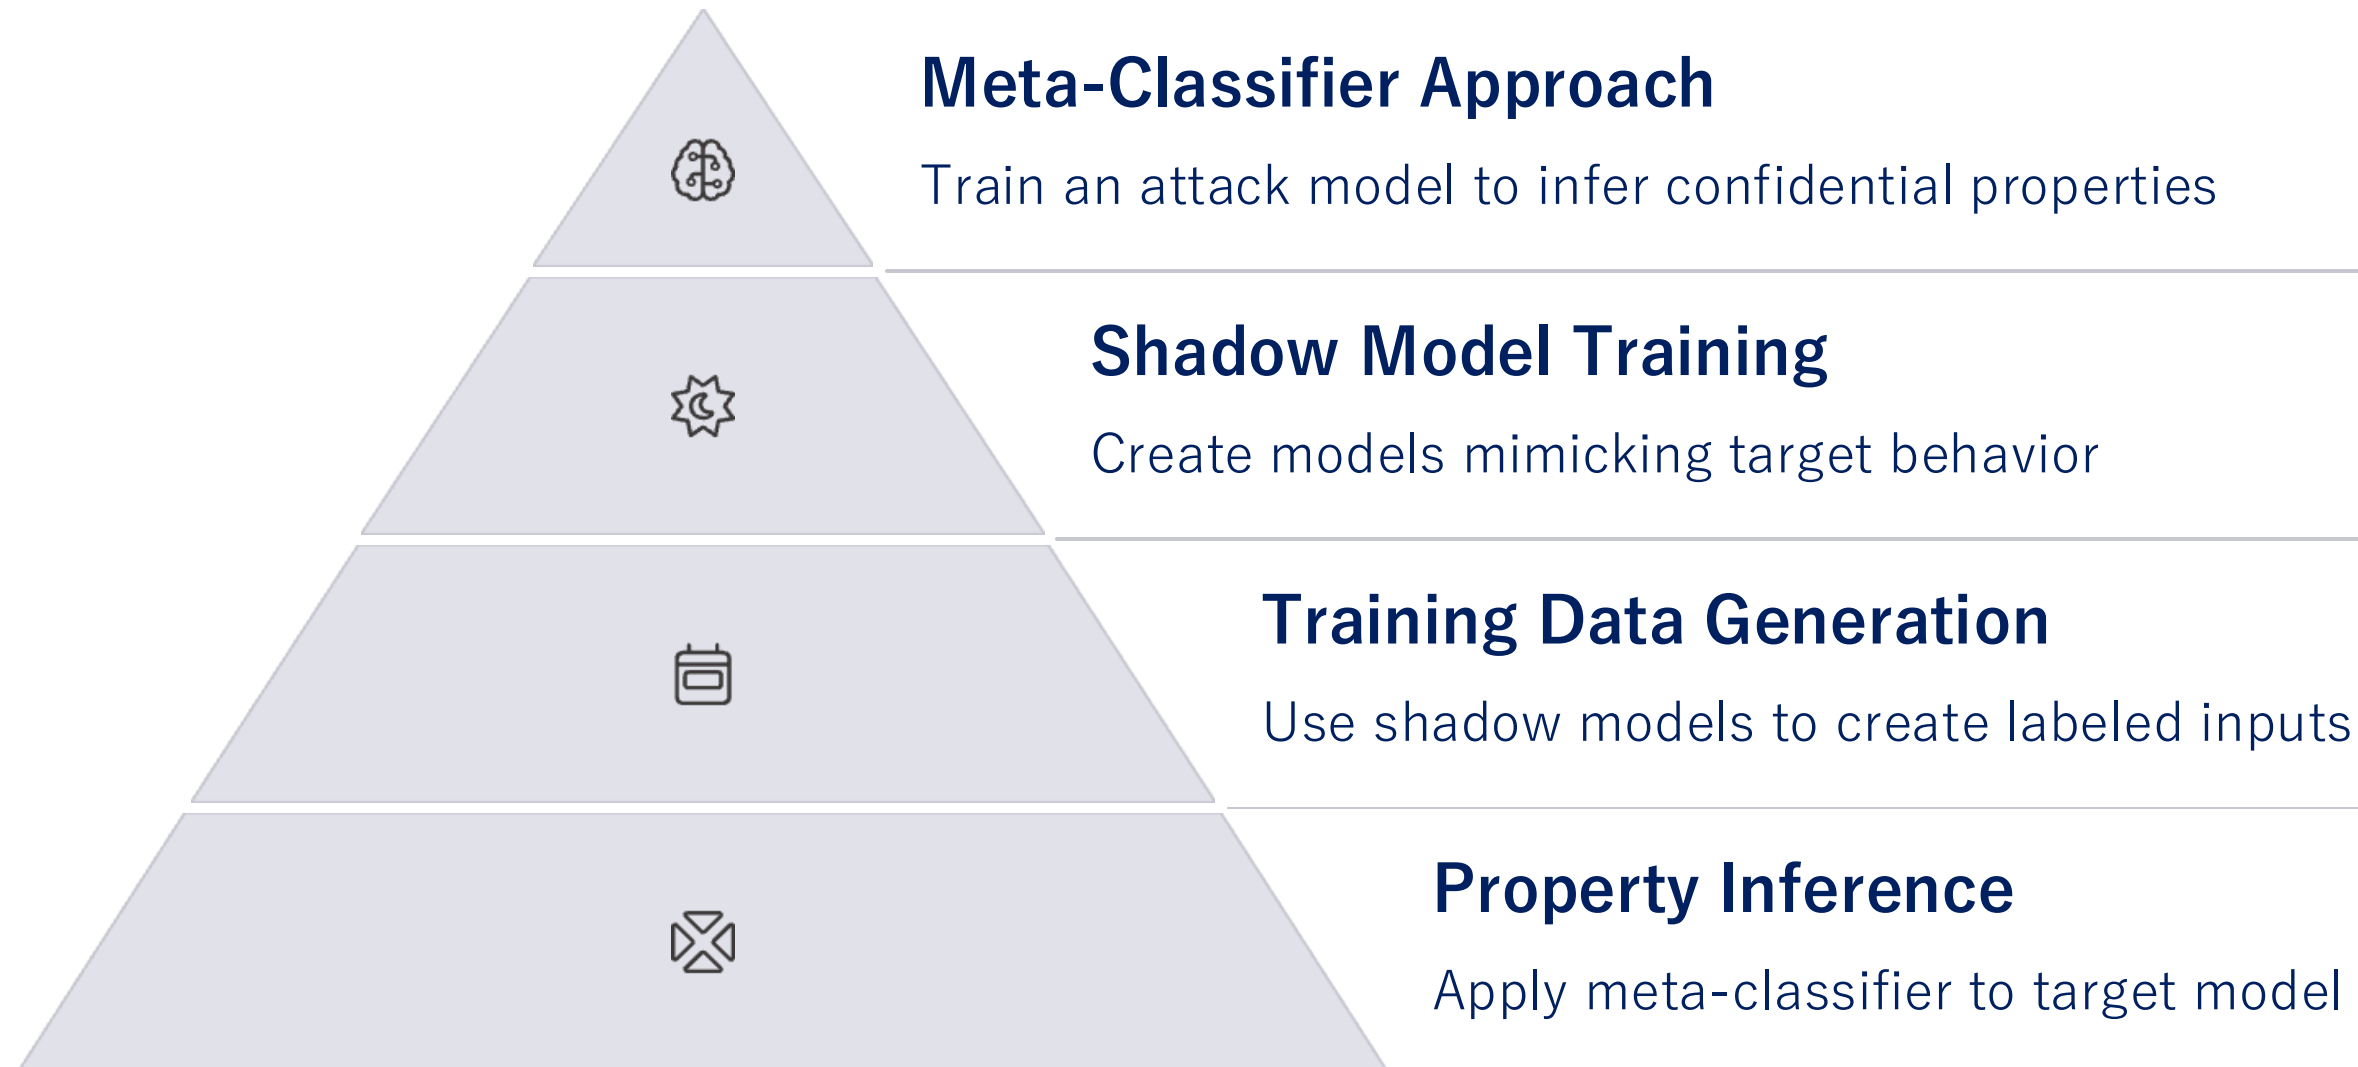 Meta-Classifier Approach
Train an attack model to infer confidential properties
Shadow Model Training
Create models mimicking target behavior
Training Data Generation
Use shadow models to create labeled inputs
Property Inference
Apply meta-classifier to target model